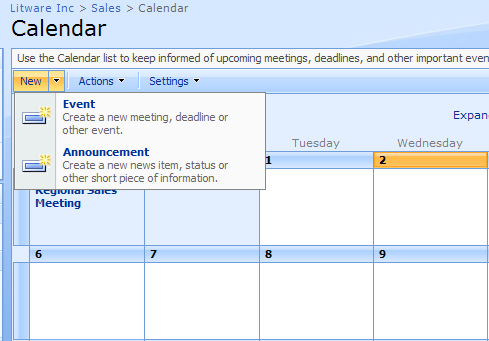 Litware Inc > Sales > Calendar
Calendar
Use the Calendar list to keep informed of upcoming meetings, deadlines, and other important even
New Actions Settings
Event
Create a new meeting, deadline or
other event.
Announcement
Create a new news item, status or
other short piece of information.
Expan
Tuesday Wednesday
1 2
Regional Sales
Meeting
6 7 8 9